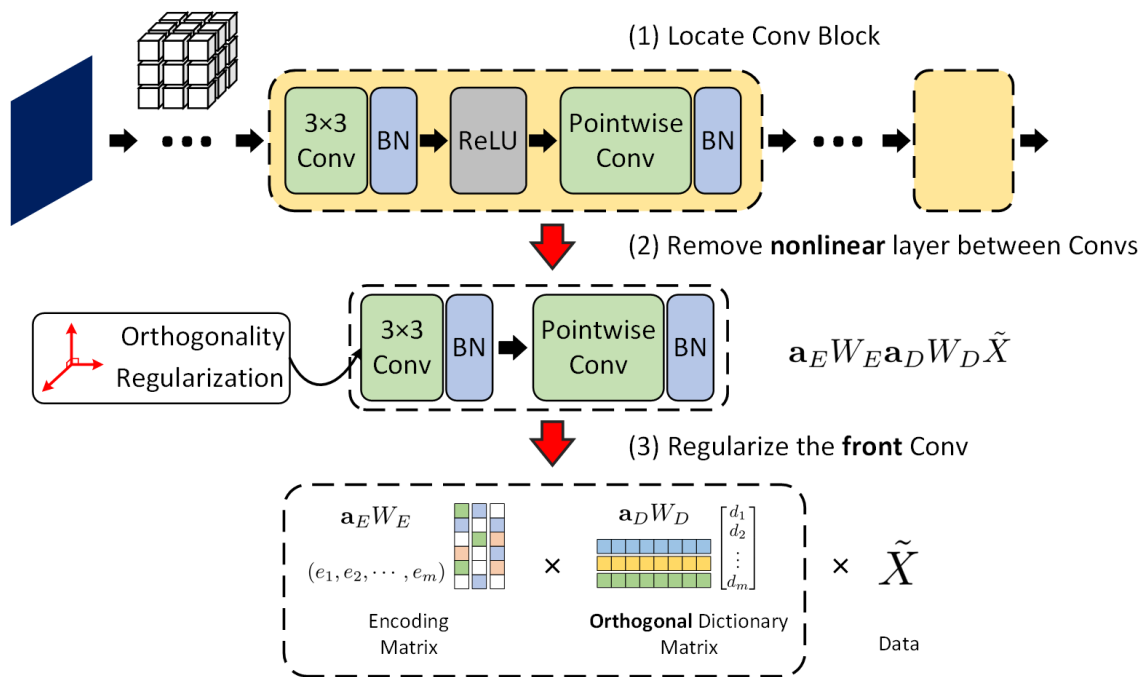 (1) Locate Conv Block
3×3
Conv
BN
ReLU
Pointwise
Conv
BN
(2) Remove nonlinear layer between Convs
Orthogonality
Regularization
3×3
Conv
BN
Pointwise
Conv
BN
a_E W_E a_D W_D X̃
(3) Regularize the front Conv
a_E W_E
(e_1, e_2, ⋯ , e_m)
Encoding
Matrix
×
a_D W_D
d_1
d_2
⋮
d_m
Orthogonal Dictionary
Matrix
×
X̃
Data